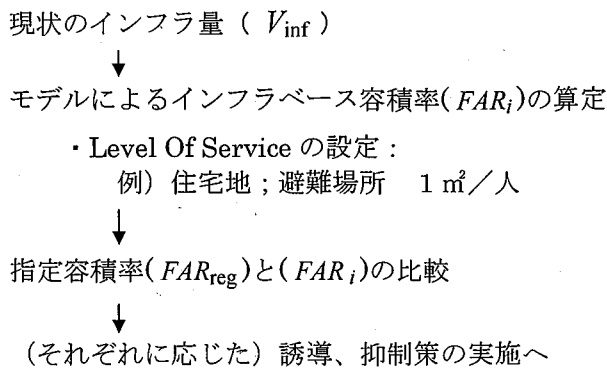 現状のインフラ量 ( Vinf )
↓
モデルによるインフラベース容積率(FARi)の算定
・Level Of Service の設定：
例）住宅地；避難場所　１㎡／人
↓
指定容積率(FARreg)と(FARi)の比較
↓
（それぞれに応じた）誘導、抑制策の実施へ